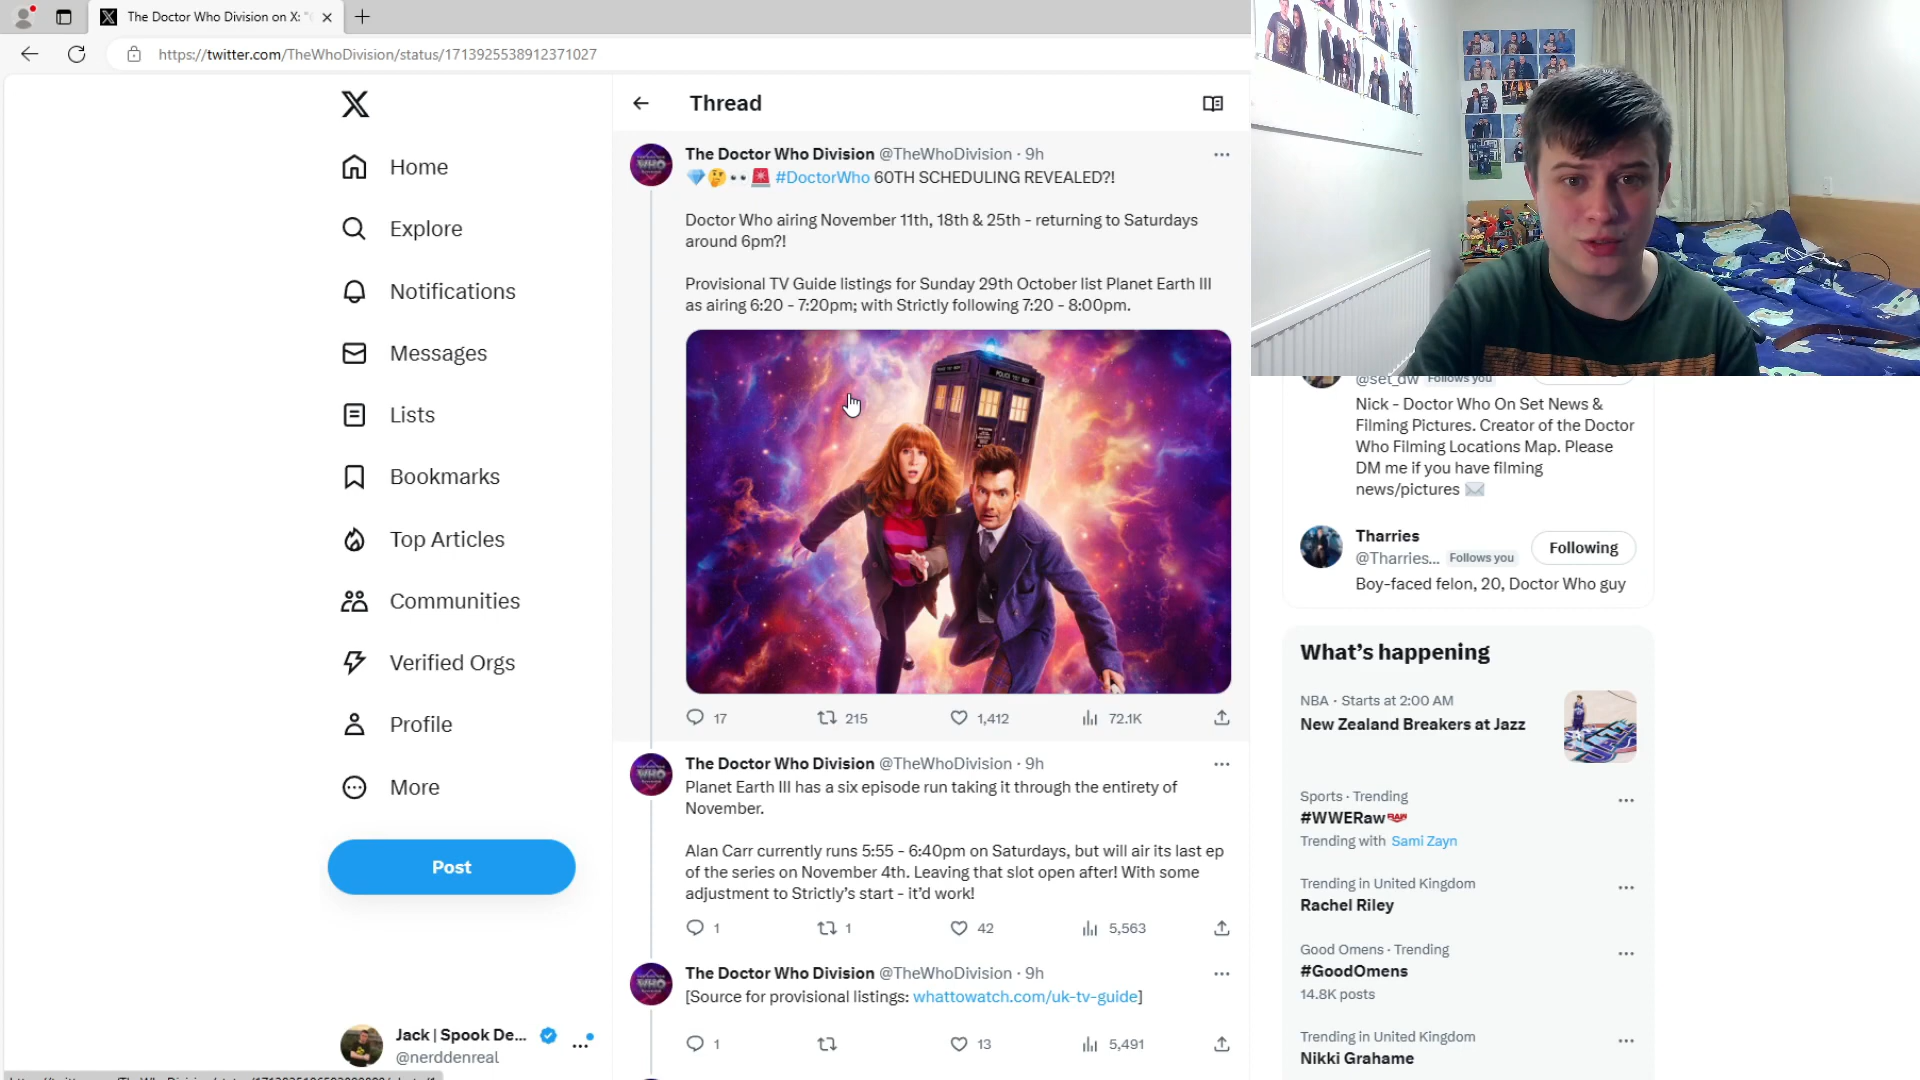 The Doctor Who Division on X: "
https://twitter.com/TheWhoDivision/status/1713925538912371027
Home
Explore
Notifications
Messages
Lists
Bookmarks
Top Articles
Communities
Verified Orgs
Profile
More
Post
Jack | Spook De...
@nerddenreal
Thread
The Doctor Who Division @TheWhoDivision · 9h
#DoctorWho 60TH SCHEDULING REVEALED?!
Doctor Who airing November 11th, 18th & 25th - returning to Saturdays
around 6pm?!
Provisional TV Guide listings for Sunday 29th October list Planet Earth III
as airing 6:20 - 7:20pm; with Strictly following 7:20 - 8:00pm.
17 215 1,412 72.1K
The Doctor Who Division @TheWhoDivision · 9h
Planet Earth III has a six episode run taking it through the entirety of
November.
Alan Carr currently runs 5:55 - 6:40pm on Saturdays, but will air its last ep
of the series on November 4th. Leaving that slot open after! With some
adjustment to Strictly's start - it'd work!
1 1 42 5,563
The Doctor Who Division @TheWhoDivision · 9h
[Source for provisional listings: whattowatch.com/uk-tv-guide]
1 13 5,491
@set_dw Follows you
Nick - Doctor Who On Set News &
Filming Pictures. Creator of the Doctor
Who Filming Locations Map. Please
DM me if you have filming
news/pictures
Tharries
@Tharries... Follows you
Following
Boy-faced felon, 20, Doctor Who guy
What's happening
NBA · Starts at 2:00 AM
New Zealand Breakers at Jazz
Sports · Trending
#WWERaw
Trending with Sami Zayn
Trending in United Kingdom
Rachel Riley
Good Omens · Trending
#GoodOmens
14.8K posts
Trending in United Kingdom
Nikki Grahame